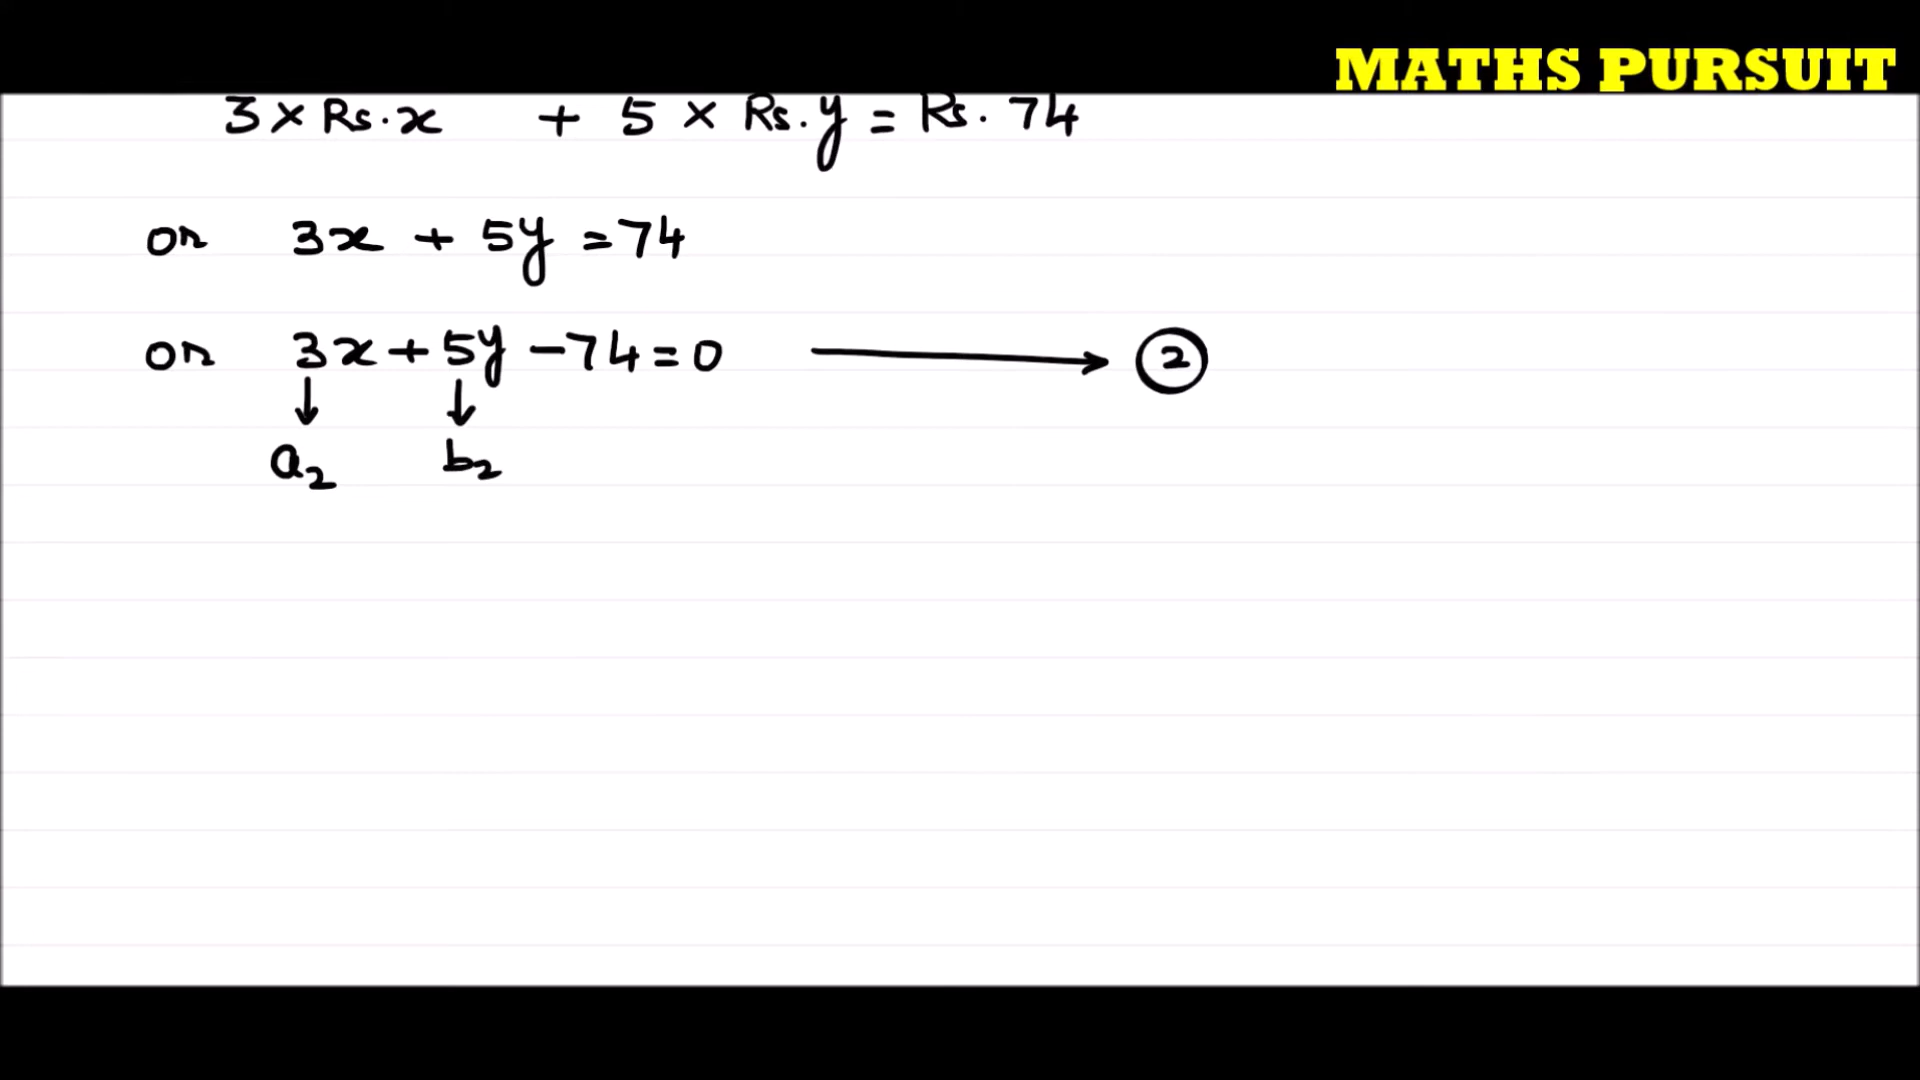 MATHS PURSUIT
3 × Rs. x + 5 × Rs. y = Rs. 74
or 3x + 5y = 74
or 3x + 5y - 74 = 0 → ②
↓ ↓
a₂ b₂